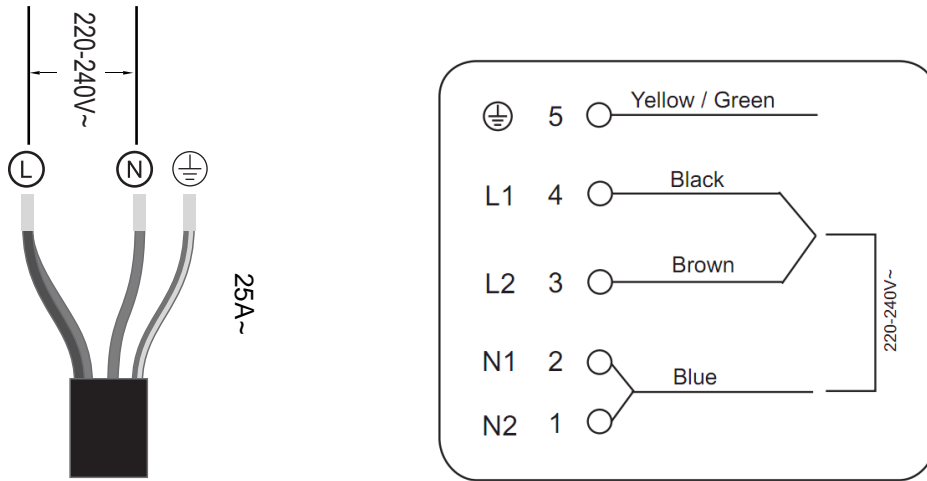 220-240V~
L
N
25A~
5 Yellow / Green
L1 4 Black
L2 3 Brown
220-240V~
N1 2
Blue
N2 1